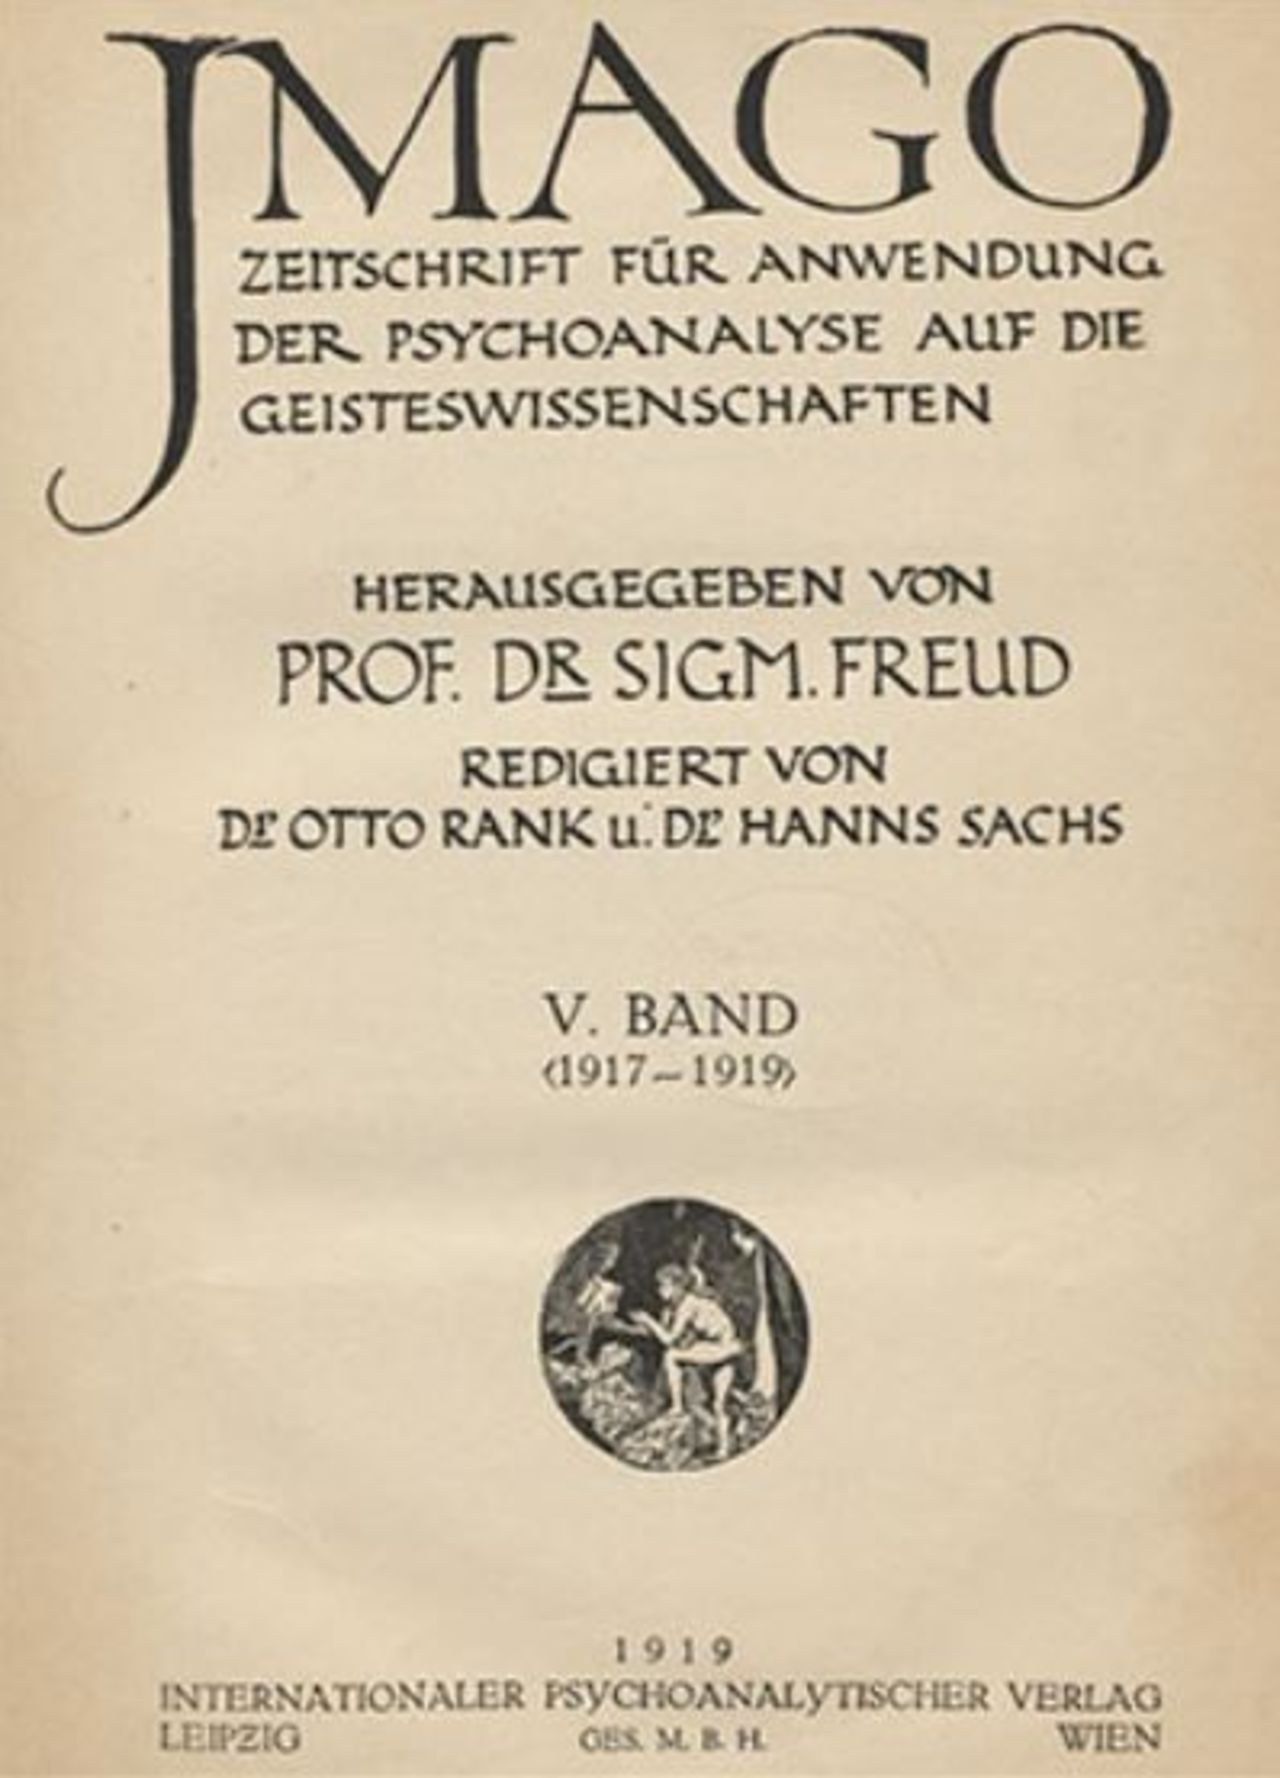 JMAGO
ZEITSCHRIFT FÜR ANWENDUNG
DER PSYCHOANALYSE AUF DIE
GEISTESWISSENSCHAFTEN
HERAUSGEGEBEN VON
PROF. DR SIGM. FREUD
REDIGIERT VON
DR OTTO RANK U. DR HANNS SACHS
V. BAND
(1917–1919)
1919
INTERNATIONALER PSYCHOANALYTISCHER VERLAG
LEIPZIG GES. M. B. H. WIEN